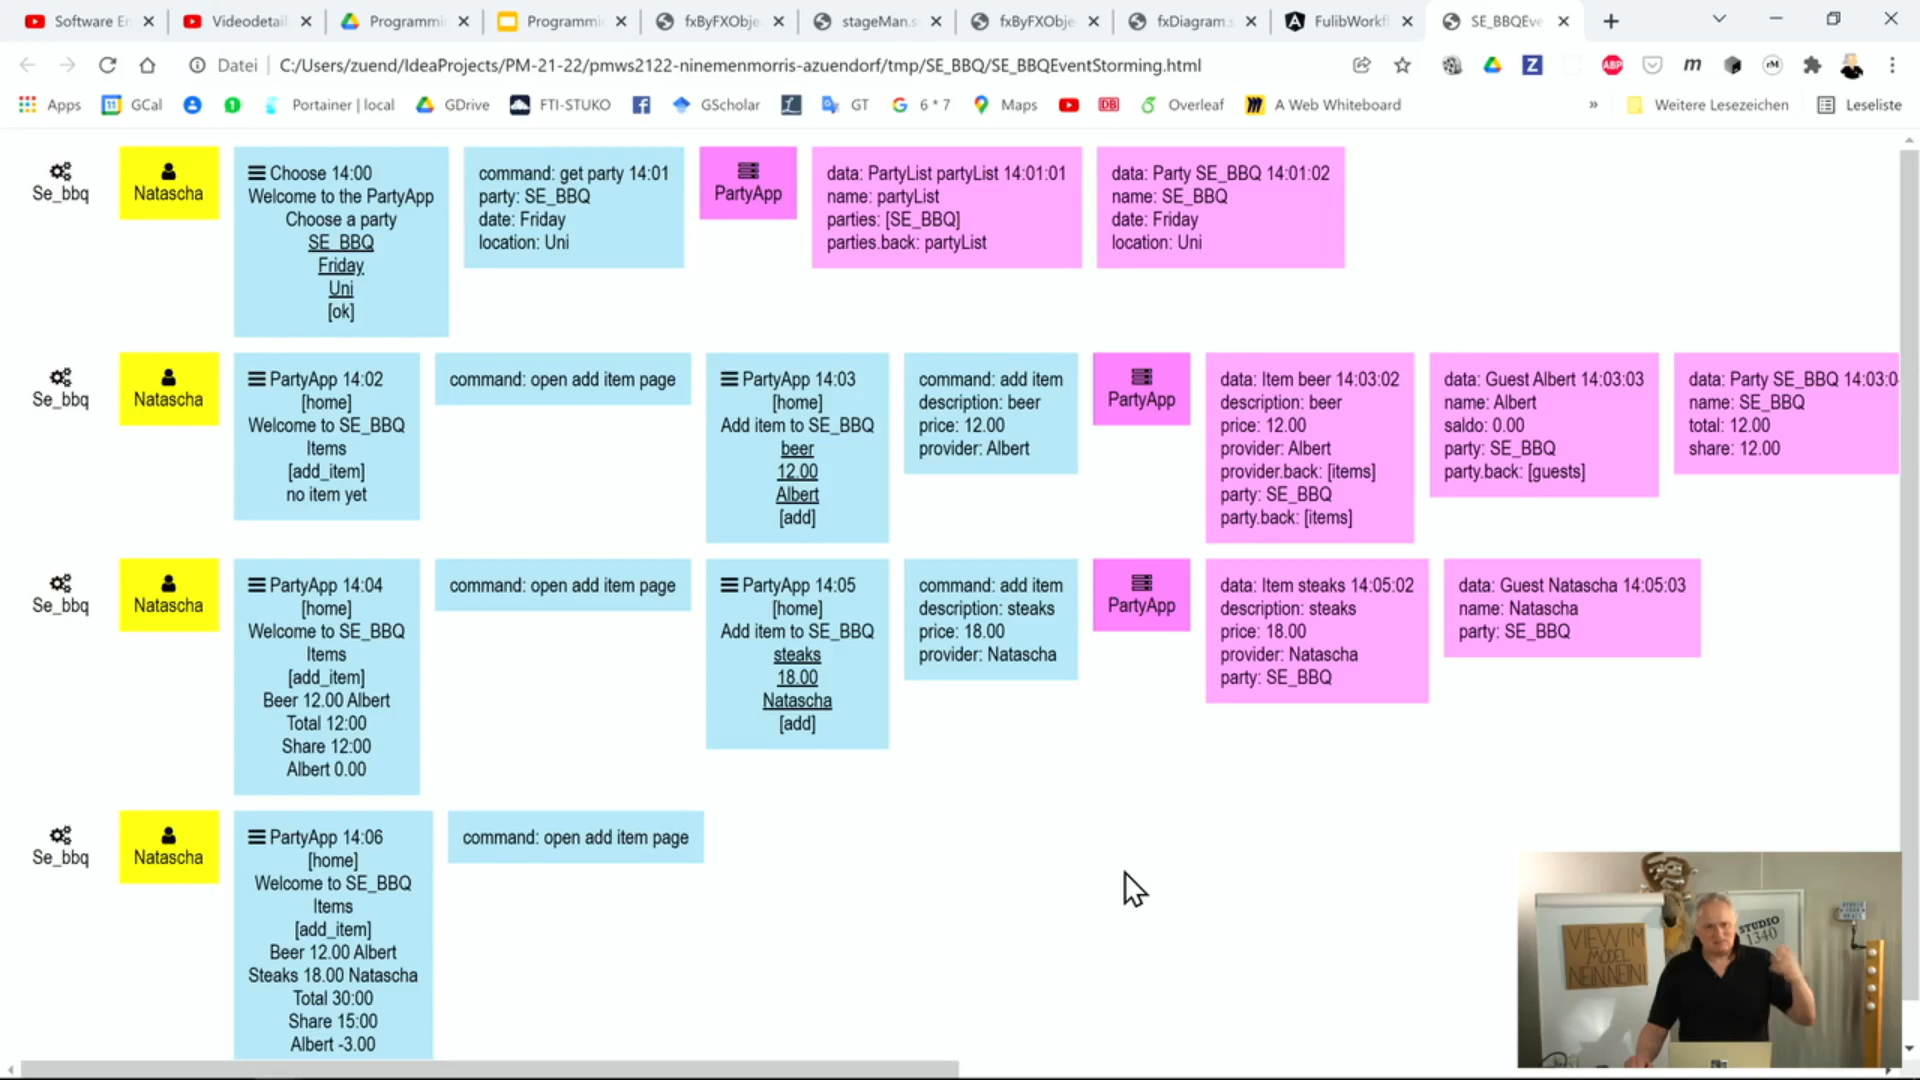 Software En
Videodetail
Programmi
Programmi
fxByFXObje
stageMan.s
fxByFXObje
fxDiagram.s
FulibWorkf
SE_BBQEve
Datei
C:/Users/zuend/IdeaProjects/PM-21-22/pmws2122-ninemenmorris-azuendorf/tmp/SE_BBQ/SE_BBQEventStorming.html
Apps
GCal
Portainer | local
GDrive
FTI-STUKO
GScholar
GT
6 * 7
Maps
Overleaf
A Web Whiteboard
Weitere Lesezeichen
Leseliste
Se_bbq
Natascha
Choose 14:00
Welcome to the PartyApp
Choose a party
SE_BBQ
Friday
Uni
[ok]
command: get party 14:01
party: SE_BBQ
date: Friday
location: Uni
PartyApp
data: PartyList partyList 14:01:01
name: partyList
parties: [SE_BBQ]
parties.back: partyList
data: Party SE_BBQ 14:01:02
name: SE_BBQ
date: Friday
location: Uni
Se_bbq
Natascha
PartyApp 14:02
[home]
Welcome to SE_BBQ
Items
[add_item]
no item yet
command: open add item page
PartyApp 14:03
[home]
Add item to SE_BBQ
beer
12.00
Albert
[add]
command: add item
description: beer
price: 12.00
provider: Albert
PartyApp
data: Item beer 14:03:02
description: beer
price: 12.00
provider: Albert
provider.back: [items]
party: SE_BBQ
party.back: [items]
data: Guest Albert 14:03:03
name: Albert
saldo: 0.00
party: SE_BBQ
party.back: [guests]
data: Party SE_BBQ 14:03:0
name: SE_BBQ
total: 12.00
share: 12.00
Se_bbq
Natascha
PartyApp 14:04
[home]
Welcome to SE_BBQ
Items
[add_item]
Beer 12.00 Albert
Total 12:00
Share 12:00
Albert 0.00
command: open add item page
PartyApp 14:05
[home]
Add item to SE_BBQ
steaks
18.00
Natascha
[add]
command: add item
description: steaks
price: 18.00
provider: Natascha
PartyApp
data: Item steaks 14:05:02
description: steaks
price: 18.00
provider: Natascha
party: SE_BBQ
data: Guest Natascha 14:05:03
name: Natascha
party: SE_BBQ
Se_bbq
Natascha
PartyApp 14:06
[home]
Welcome to SE_BBQ
Items
[add_item]
Beer 12.00 Albert
Steaks 18.00 Natascha
Total 30:00
Share 15:00
Albert -3.00
command: open add item page
VIEW IM
MODEL
NEIN NEIN!
STUDIO
1340